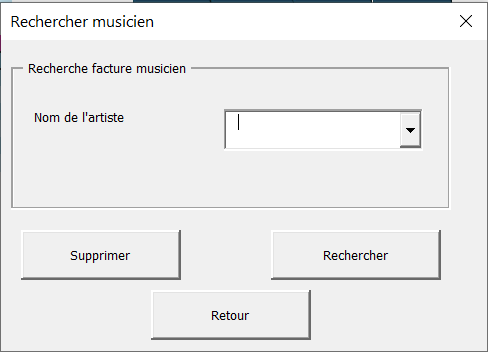 Rechercher musicien
Recherche facture musicien
Nom de l'artiste
Supprimer
Rechercher
Retour